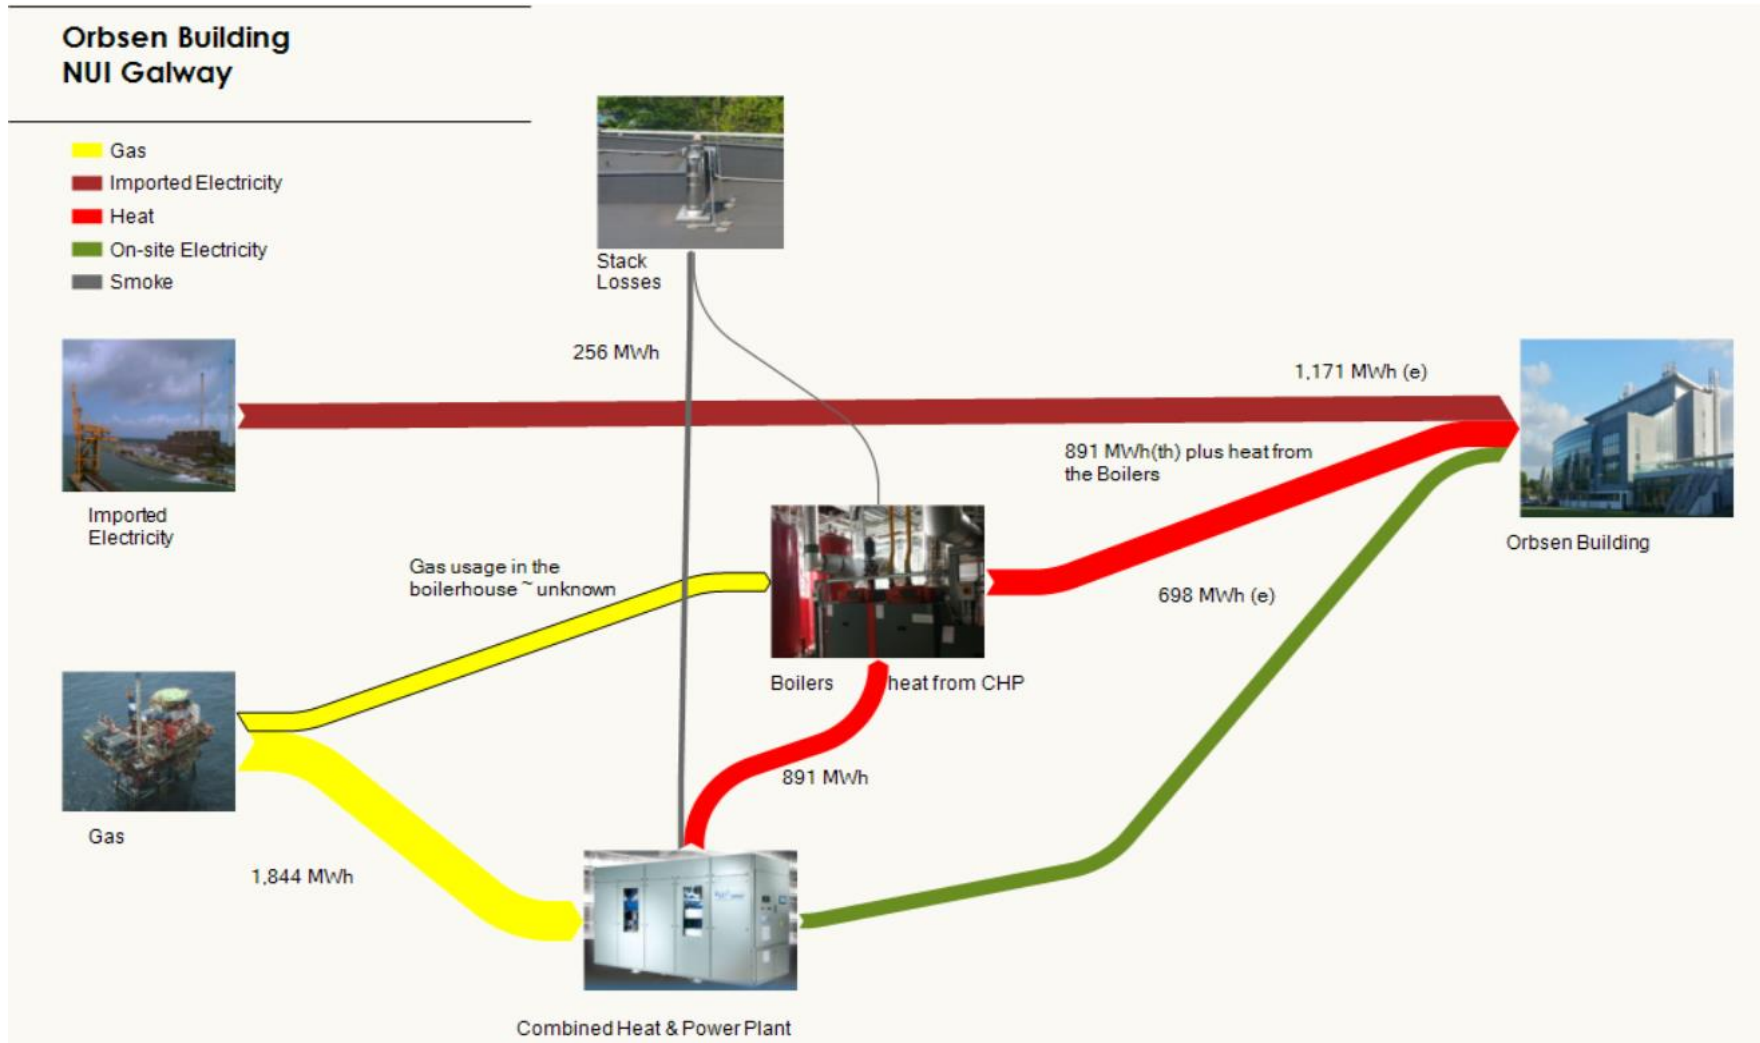 Orbsen Building
NUI Galway
Gas
Imported Electricity
Heat
On-site Electricity
Smoke
Stack
Losses
256 MWh
1,171 MWh (e)
891 MWh(th) plus heat from
the Boilers
Imported
Electricity
Orbsen Building
Gas usage in the
boilerhouse ~ unknown
698 MWh (e)
Boilers
heat from CHP
891 MWh
Gas
1,844 MWh
Combined Heat & Power Plant